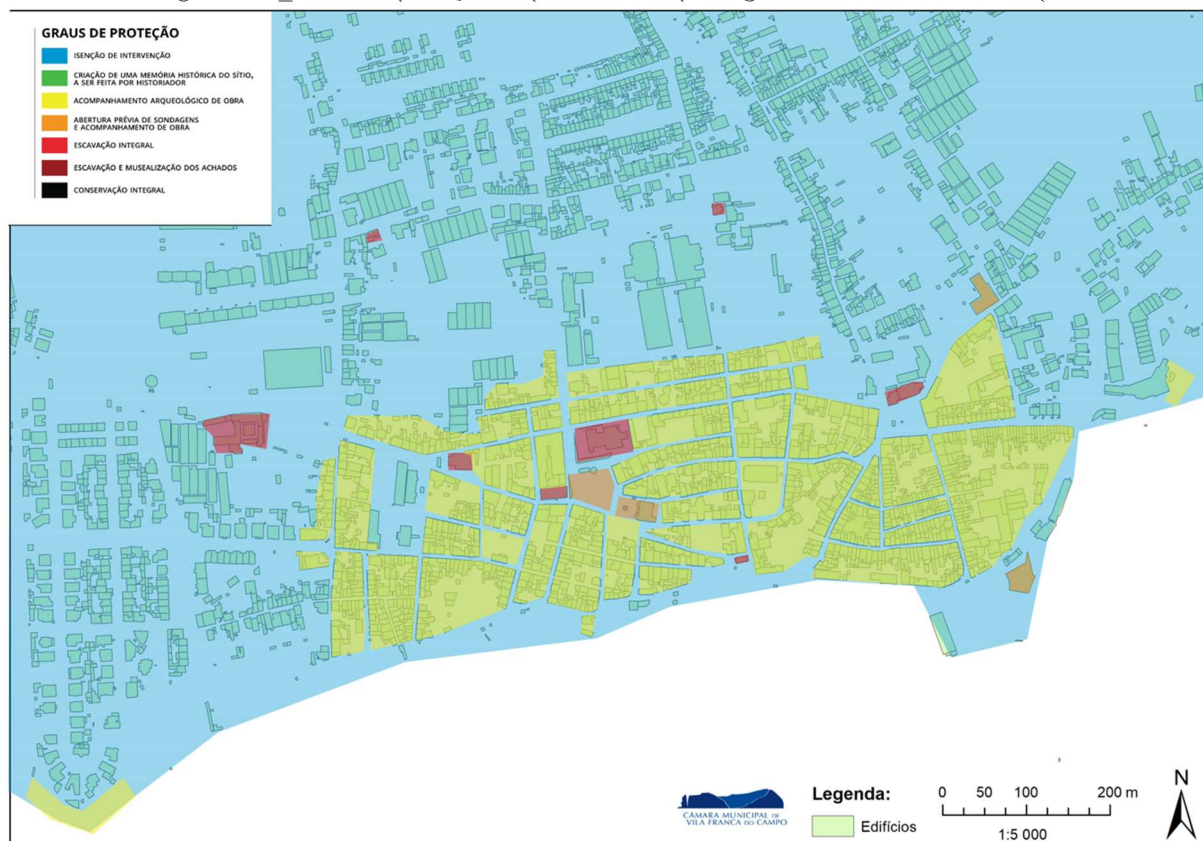 GRAUS DE PROTEÇÃO
ISENÇÃO DE INTERVENÇÃO
CRIAÇÃO DE UMA MEMÓRIA HISTÓRICA DO SÍTIO,
A SER FEITA POR HISTORIADOR
ACOMPANHAMENTO ARQUEOLÓGICO DE OBRA
ABERTURA PRÉVIA DE SONDAGENS
E ACOMPANHAMENTO DE OBRA
ESCAVAÇÃO INTEGRAL
ESCAVAÇÃO E MUSEALIZAÇÃO DOS ACHADOS
CONSERVAÇÃO INTEGRAL
CÂMARA MUNICIPAL DE
VILA FRANCA DO CAMPO
Legenda:
Edifícios
0 50 100 200 m
1:5 000
N